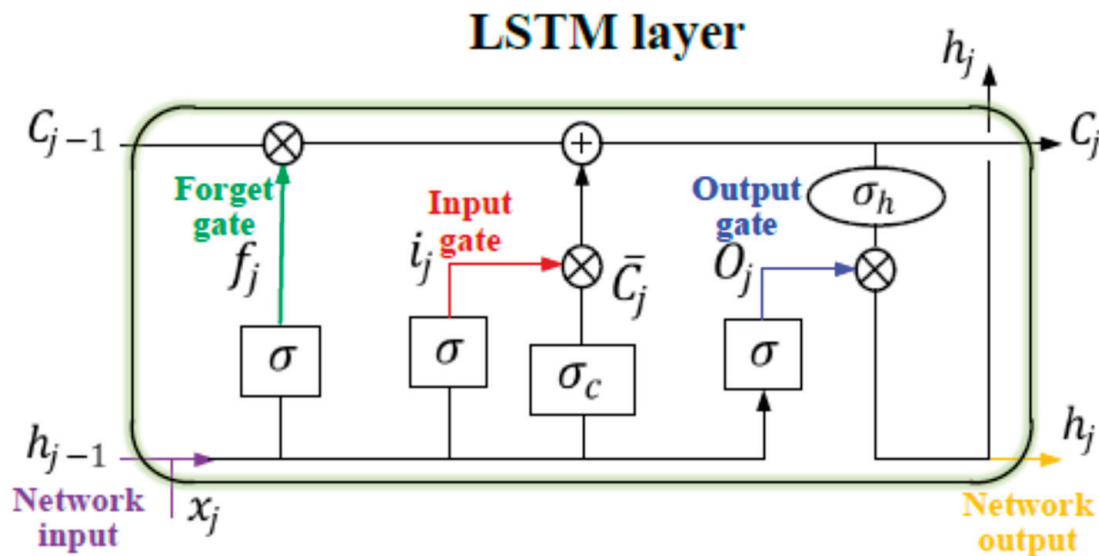 LSTM layer
h_j
C_{j-1}
C_j
Forget
gate
f_j
Input
gate
i_j
C̄_j
Output
gate
O_j
σ_h
σ
σ
σ_c
σ
h_{j-1}
h_j
Network
input
x_j
Network
output